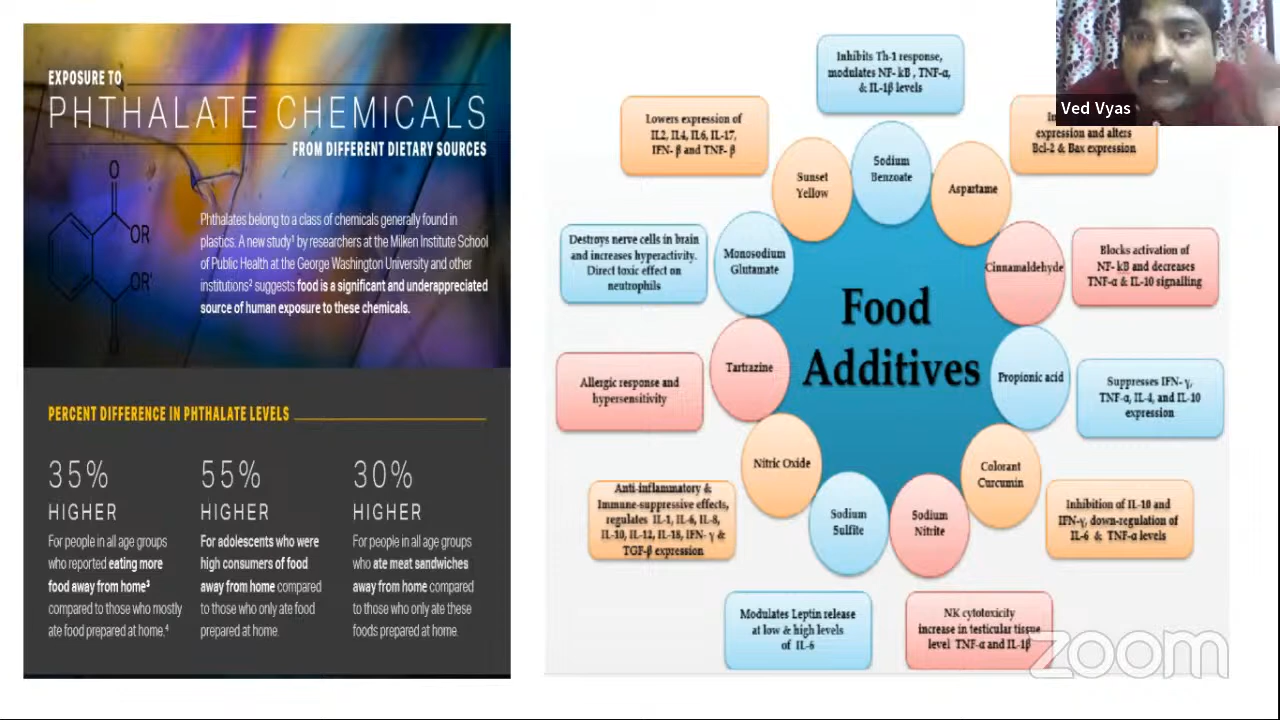 EXPOSURE TO
PHTHALATE CHEMICALS
FROM DIFFERENT DIETARY SOURCES
O
OR
OR'
O
Phthalates belong to a class of chemicals generally found in
plastics. A new study¹ by researchers at the Milken Institute School
of Public Health at the George Washington University and other
institutions² suggests food is a significant and underappreciated
source of human exposure to these chemicals.
PERCENT DIFFERENCE IN PHTHALATE LEVELS
35%
HIGHER
For people in all age groups
who reported eating more
food away from home³
compared to those who mostly
ate food prepared at home.⁴
55%
HIGHER
For adolescents who were
high consumers of food
away from home compared
to those who only ate food
prepared at home.
30%
HIGHER
For people in all age groups
who ate meat sandwiches
away from home compared
to those who only ate these
foods prepared at home.
Food
Additives
Sodium
Benzoate
Inhibits Th-1 response,
modulates NF- kB , TNF-α,
& IL-1β levels
Aspartame
expression and alters
Bcl-2 & Bax expression
Cinnamaldehyde
Blocks activation of
NF- kB and decreases
TNF-α & IL-10 signalling
Propionic acid
Suppresses IFN- γ,
TNF-α, IL-4, and IL-10
expression
Colorant
Curcumin
Inhibition of IL-10 and
IFN-γ, down-regulation of
IL-6 & TNF-α levels
Sodium
Nitrite
NK cytotoxicity
increase in testicular tissue
level TNF-α and IL-1β
Sodium
Sulfite
Modulates Leptin release
at low & high levels
of IL-6
Nitric Oxide
Anti-inflammatory &
Immune-suppressive effects,
regulates IL-1, IL-6, IL-8,
IL-10, IL-12, IL-18, IFN- γ &
TGF-β expression
Tartrazine
Allergic response and
hypersensitivity
Monosodium
Glutamate
Destroys nerve cells in brain
and increases hyperactivity.
Direct toxic effect on
neutrophils
Sunset
Yellow
Lowers expression of
IL2, IL4, IL6, IL-17,
IFN- β and TNF- β
Ved Vyas
zoom